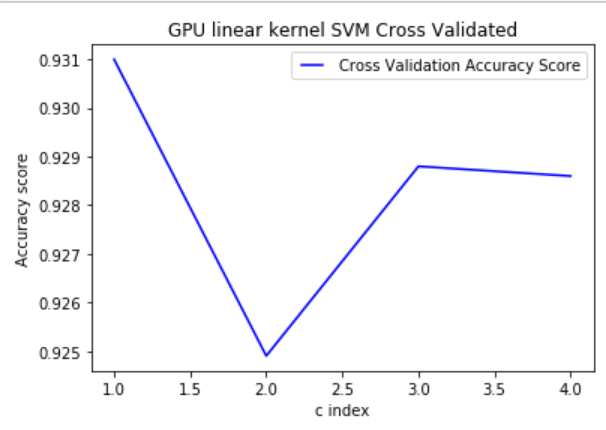 GPU linear kernel SVM Cross Validated
Cross Validation Accuracy Score
0.931
0.930
0.929
0.928
0.927
0.926
0.925
Accuracy score
1.0 1.5 2.0 2.5 3.0 3.5 4.0
c index